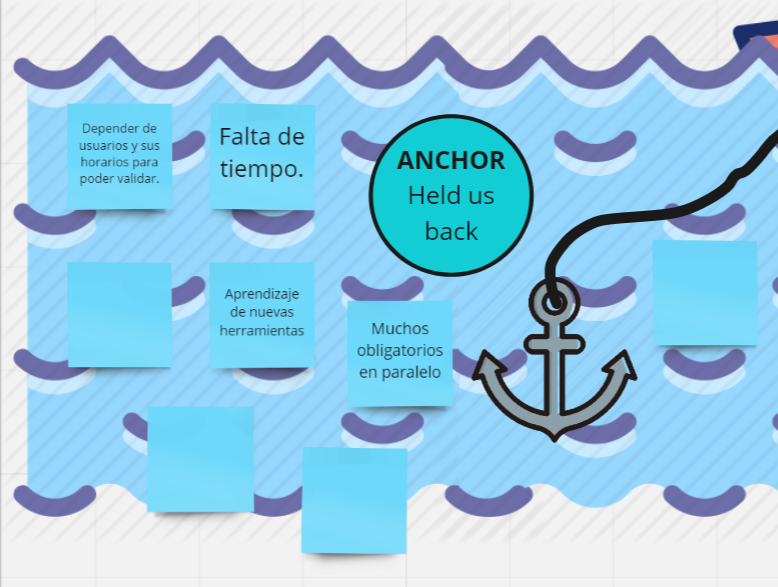 Depender de
usuarios y sus
horarios para
poder validar.
Falta de
tiempo.
ANCHOR
Held us
back
Aprendizaje
de nuevas
herramientas
Muchos
obligatorios
en paralelo